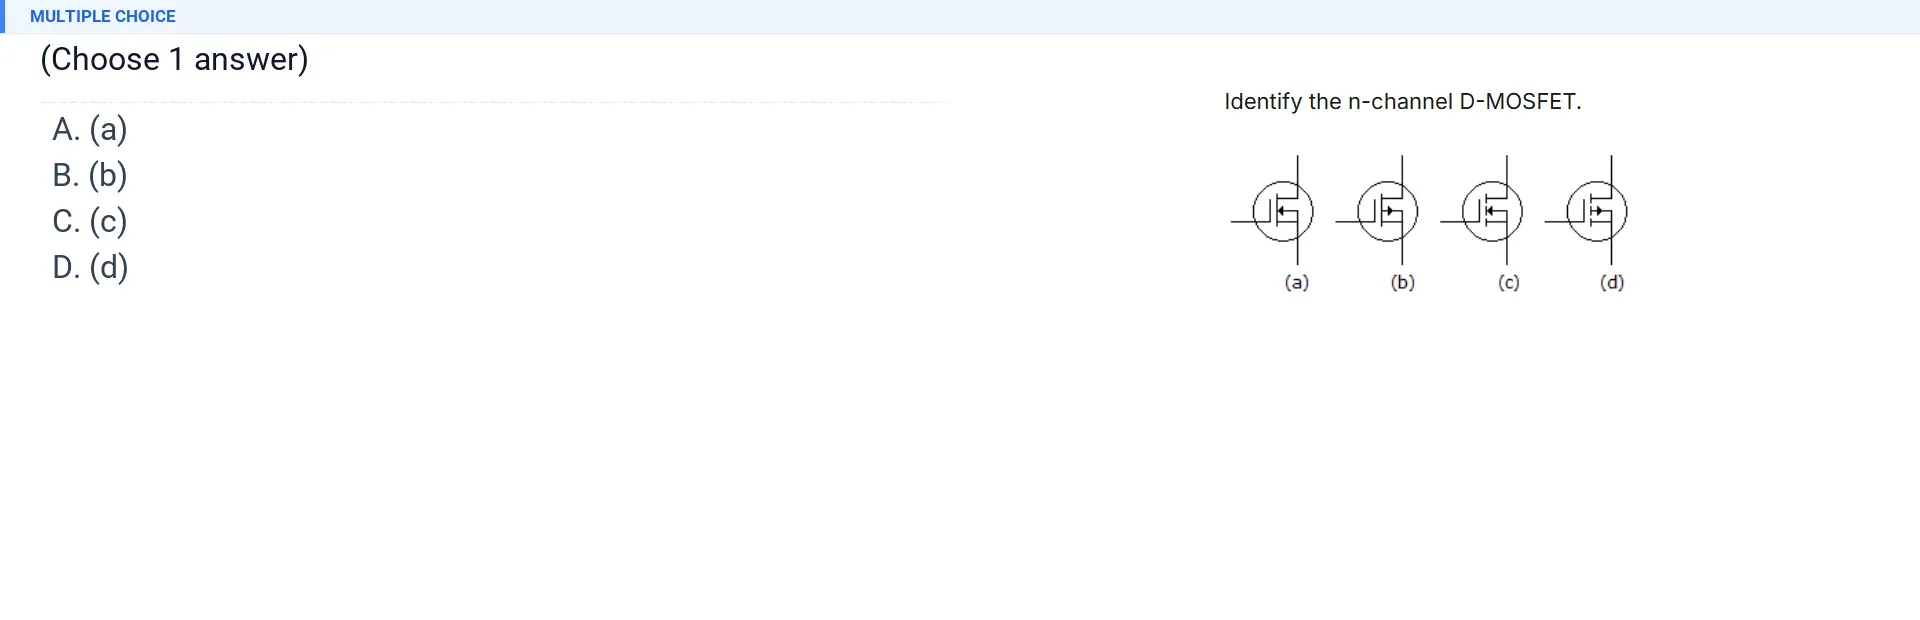 MULTIPLE CHOICE
(Choose 1 answer)
A. (a)
B. (b)
C. (c)
D. (d)
Identify the n-channel D-MOSFET.
(a) (b) (c) (d)